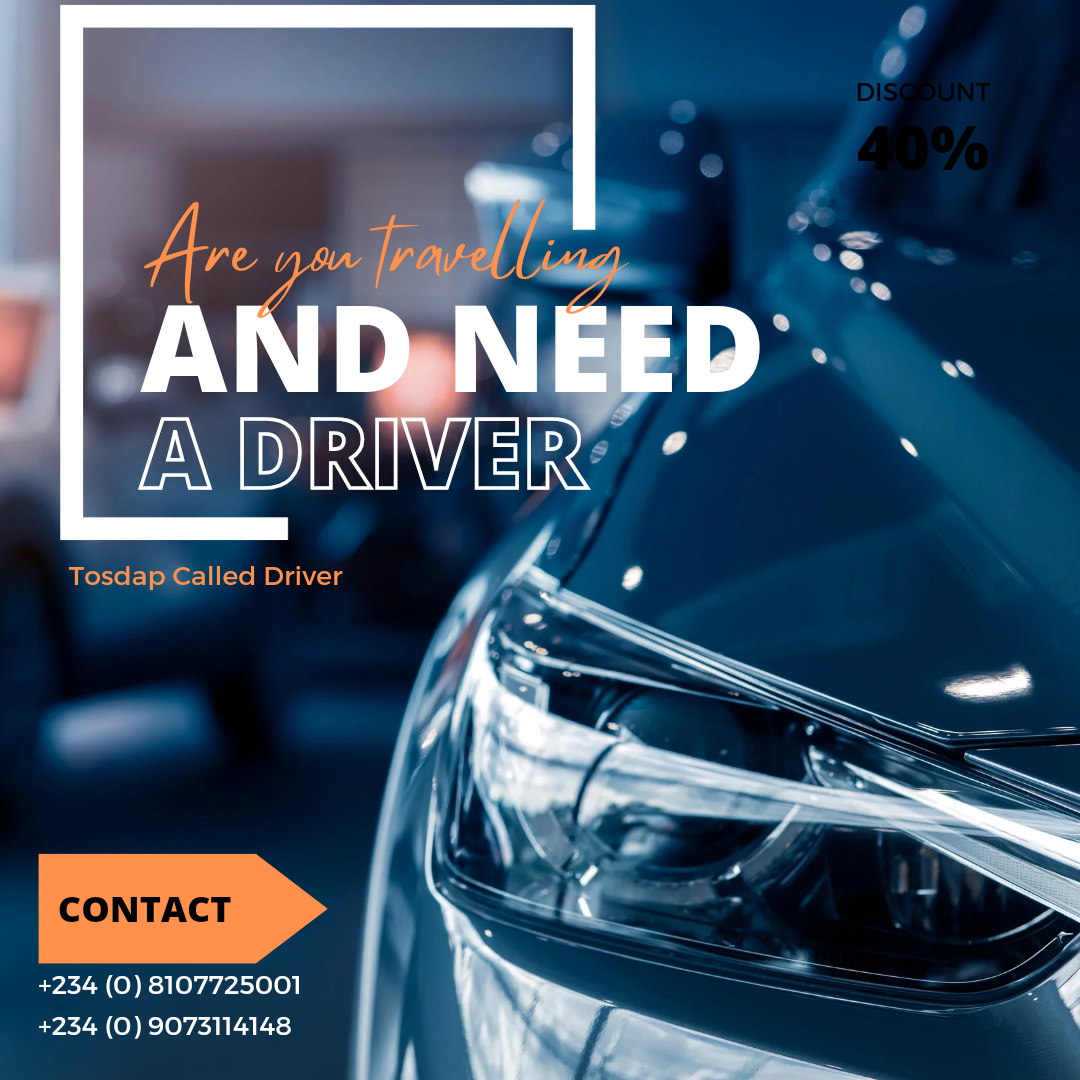 DISCOUNT
40%
Are you travelling
AND NEED
A DRIVER
Tosdap Called Driver
CONTACT
+234 (0) 8107725001
+234 (0) 9073114148